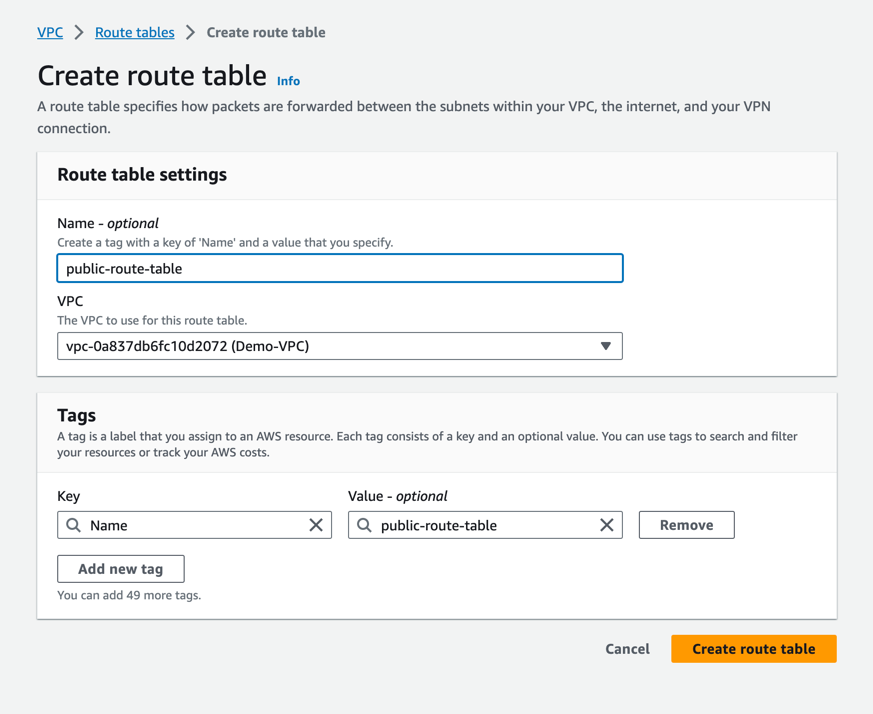 VPC > Route tables > Create route table
Create route table Info
A route table specifies how packets are forwarded between the subnets within your VPC, the internet, and your VPN
connection.
Route table settings
Name - optional
Create a tag with a key of 'Name' and a value that you specify.
public-route-table
VPC
The VPC to use for this route table.
vpc-0a837db6fc10d2072 (Demo-VPC)
Tags
A tag is a label that you assign to an AWS resource. Each tag consists of a key and an optional value. You can use tags to search and filter
your resources or track your AWS costs.
Key Value - optional
Name public-route-table Remove
Add new tag
You can add 49 more tags.
Cancel Create route table